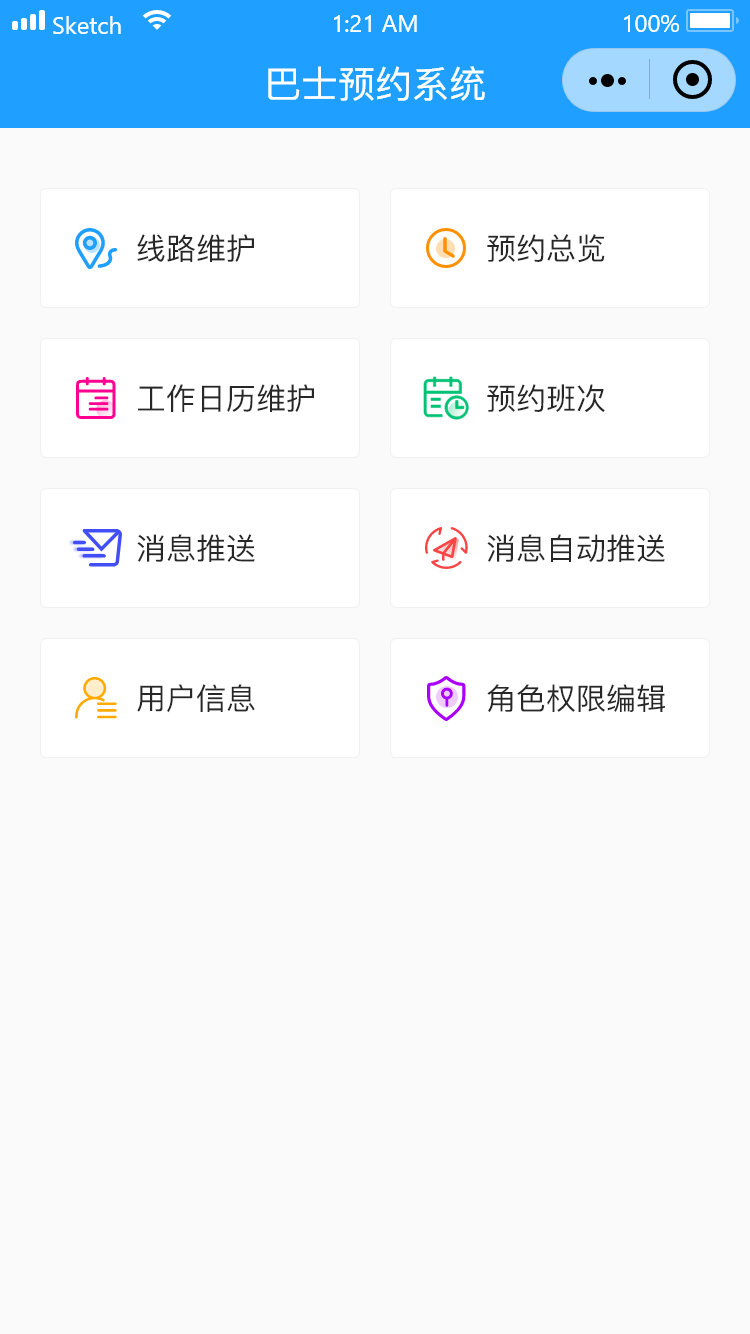 Sketch 1:21 AM 100%
巴士预约系统
线路维护 预约总览
工作日历维护 预约班次
消息推送 消息自动推送
用户信息 角色权限编辑